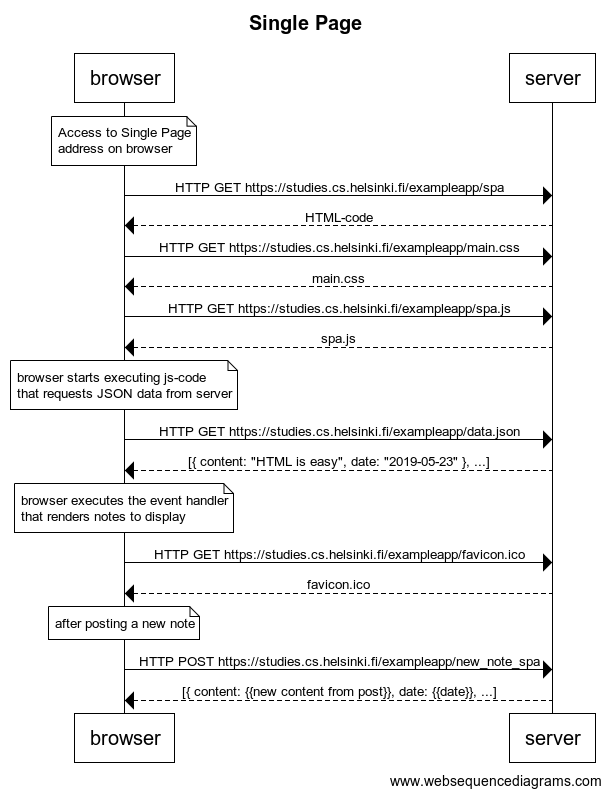 Single Page
browser
server
Access to Single Page
address on browser
HTTP GET https://studies.cs.helsinki.fi/exampleapp/spa
HTML-code
HTTP GET https://studies.cs.helsinki.fi/exampleapp/main.css
main.css
HTTP GET https://studies.cs.helsinki.fi/exampleapp/spa.js
spa.js
browser starts executing js-code
that requests JSON data from server
HTTP GET https://studies.cs.helsinki.fi/exampleapp/data.json
[{ content: "HTML is easy", date: "2019-05-23" }, ...]
browser executes the event handler
that renders notes to display
HTTP GET https://studies.cs.helsinki.fi/exampleapp/favicon.ico
favicon.ico
after posting a new note
HTTP POST https://studies.cs.helsinki.fi/exampleapp/new_note_spa
[{ content: {{new content from post}}, date: {{date}}, ...]
browser
server
www.websequencediagrams.com